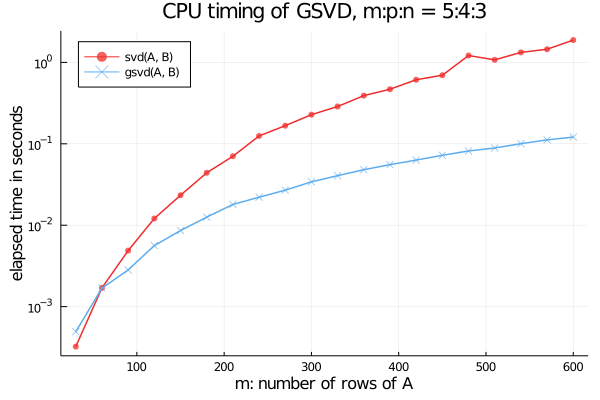 CPU timing of GSVD, m:p:n = 5:4:3
svd(A, B)
gsvd(A, B)
10⁰
10⁻¹
10⁻²
10⁻³
elapsed time in seconds
100 200 300 400 500 600
m: number of rows of A